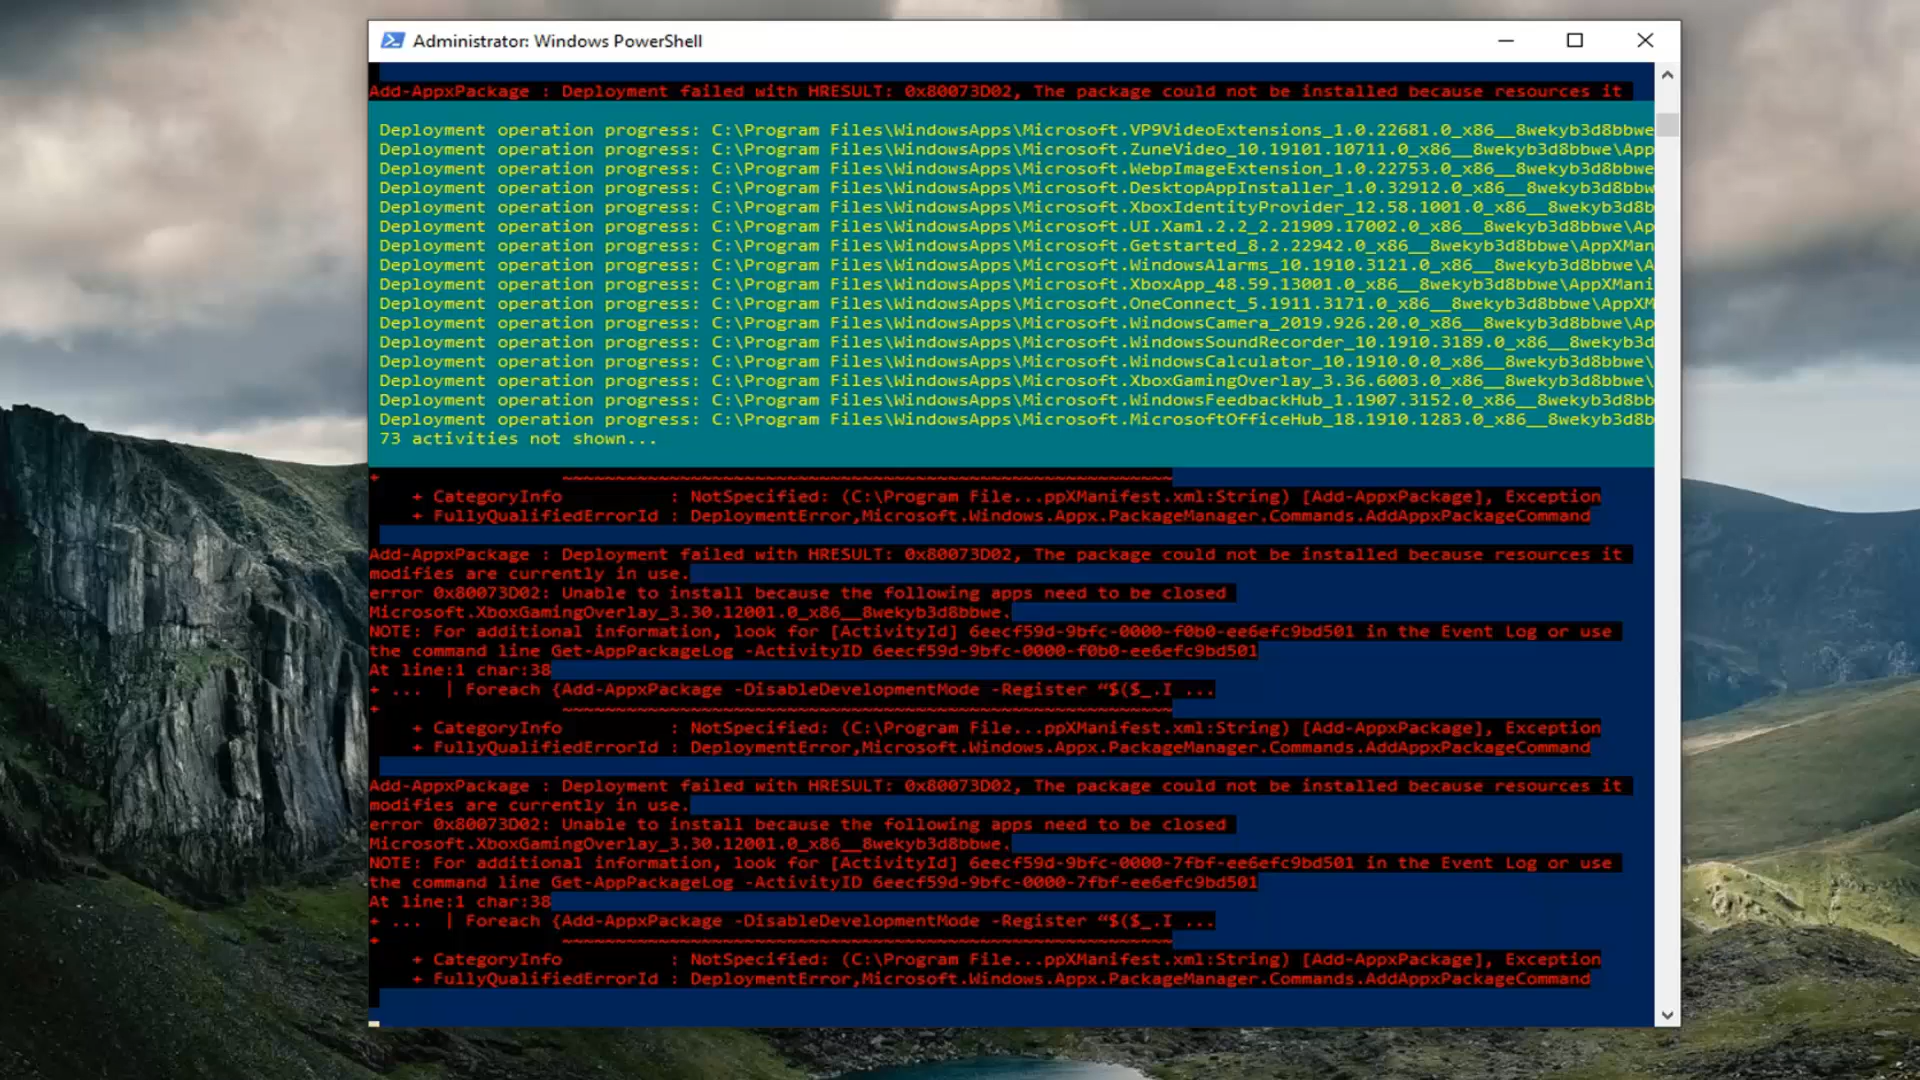 Administrator: Windows PowerShell
Add-AppxPackage : Deployment failed with HRESULT: 0x80073D02, The package could not be installed because resources it
Deployment operation progress: C:\Program Files\WindowsApps\Microsoft.VP9VideoExtensions_1.0.22681.0_x86__8wekyb3d8bbwe
Deployment operation progress: C:\Program Files\WindowsApps\Microsoft.ZuneVideo_10.19101.10711.0_x86__8wekyb3d8bbwe\App
Deployment operation progress: C:\Program Files\WindowsApps\Microsoft.WebpImageExtension_1.0.22753.0_x86__8wekyb3d8bbwe
Deployment operation progress: C:\Program Files\WindowsApps\Microsoft.DesktopAppInstaller_1.0.32912.0_x86__8wekyb3d8bbwe
Deployment operation progress: C:\Program Files\WindowsApps\Microsoft.XboxIdentityProvider_12.58.1001.0_x86__8wekyb3d8b
Deployment operation progress: C:\Program Files\WindowsApps\Microsoft.UI.Xaml.2.2_2.21909.17002.0_x86__8wekyb3d8bbwe\Ap
Deployment operation progress: C:\Program Files\WindowsApps\Microsoft.Getstarted_8.2.22942.0_x86__8wekyb3d8bbwe\AppXMan
Deployment operation progress: C:\Program Files\WindowsApps\Microsoft.WindowsAlarms_10.1910.3121.0_x86__8wekyb3d8bbwe\A
Deployment operation progress: C:\Program Files\WindowsApps\Microsoft.XboxApp_48.59.13001.0_x86__8wekyb3d8bbwe\AppXMani
Deployment operation progress: C:\Program Files\WindowsApps\Microsoft.OneConnect_5.1911.3171.0_x86__8wekyb3d8bbwe\AppXM
Deployment operation progress: C:\Program Files\WindowsApps\Microsoft.WindowsCamera_2019.926.20.0_x86__8wekyb3d8bbwe\Ap
Deployment operation progress: C:\Program Files\WindowsApps\Microsoft.WindowsSoundRecorder_10.1910.3189.0_x86__8wekyb3d
Deployment operation progress: C:\Program Files\WindowsApps\Microsoft.WindowsCalculator_10.1910.0.0_x86__8wekyb3d8bbwe\
Deployment operation progress: C:\Program Files\WindowsApps\Microsoft.XboxGamingOverlay_3.36.6003.0_x86__8wekyb3d8bbwe\
Deployment operation progress: C:\Program Files\WindowsApps\Microsoft.WindowsFeedbackHub_1.1907.3152.0_x86__8wekyb3d8bb
Deployment operation progress: C:\Program Files\WindowsApps\Microsoft.MicrosoftOfficeHub_18.1910.1283.0_x86__8wekyb3d8b
73 activities not shown...
+ ~~~~~~~~~~~~~~~~~~~~~~~~~~~~~~~~~~~~~~~~~~~~~~~~~~~~~~~~~
+ CategoryInfo : NotSpecified: (C:\Program File...ppXManifest.xml:String) [Add-AppxPackage], Exception
+ FullyQualifiedErrorId : DeploymentError,Microsoft.Windows.Appx.PackageManager.Commands.AddAppxPackageCommand
Add-AppxPackage : Deployment failed with HRESULT: 0x80073D02, The package could not be installed because resources it
modifies are currently in use.
error 0x80073D02: Unable to install because the following apps need to be closed
Microsoft.XboxGamingOverlay_3.30.12001.0_x86__8wekyb3d8bbwe.
NOTE: For additional information, look for [ActivityId] 6eecf59d-9bfc-0000-f0b0-ee6efc9bd501 in the Event Log or use
the command line Get-AppPackageLog -ActivityID 6eecf59d-9bfc-0000-f0b0-ee6efc9bd501
At line:1 char:38
+ ... | Foreach {Add-AppxPackage -DisableDevelopmentMode -Register “$($_.I ...
+ ~~~~~~~~~~~~~~~~~~~~~~~~~~~~~~~~~~~~~~~~~~~~~~~~~~~~~~~~~
+ CategoryInfo : NotSpecified: (C:\Program File...ppXManifest.xml:String) [Add-AppxPackage], Exception
+ FullyQualifiedErrorId : DeploymentError,Microsoft.Windows.Appx.PackageManager.Commands.AddAppxPackageCommand
Add-AppxPackage : Deployment failed with HRESULT: 0x80073D02, The package could not be installed because resources it
modifies are currently in use.
error 0x80073D02: Unable to install because the following apps need to be closed
Microsoft.XboxGamingOverlay_3.30.12001.0_x86__8wekyb3d8bbwe.
NOTE: For additional information, look for [ActivityId] 6eecf59d-9bfc-0000-7fbf-ee6efc9bd501 in the Event Log or use
the command line Get-AppPackageLog -ActivityID 6eecf59d-9bfc-0000-7fbf-ee6efc9bd501
At line:1 char:38
+ ... | Foreach {Add-AppxPackage -DisableDevelopmentMode -Register “$($_.I ...
+ ~~~~~~~~~~~~~~~~~~~~~~~~~~~~~~~~~~~~~~~~~~~~~~~~~~~~~~~~~
+ CategoryInfo : NotSpecified: (C:\Program File...ppXManifest.xml:String) [Add-AppxPackage], Exception
+ FullyQualifiedErrorId : DeploymentError,Microsoft.Windows.Appx.PackageManager.Commands.AddAppxPackageCommand